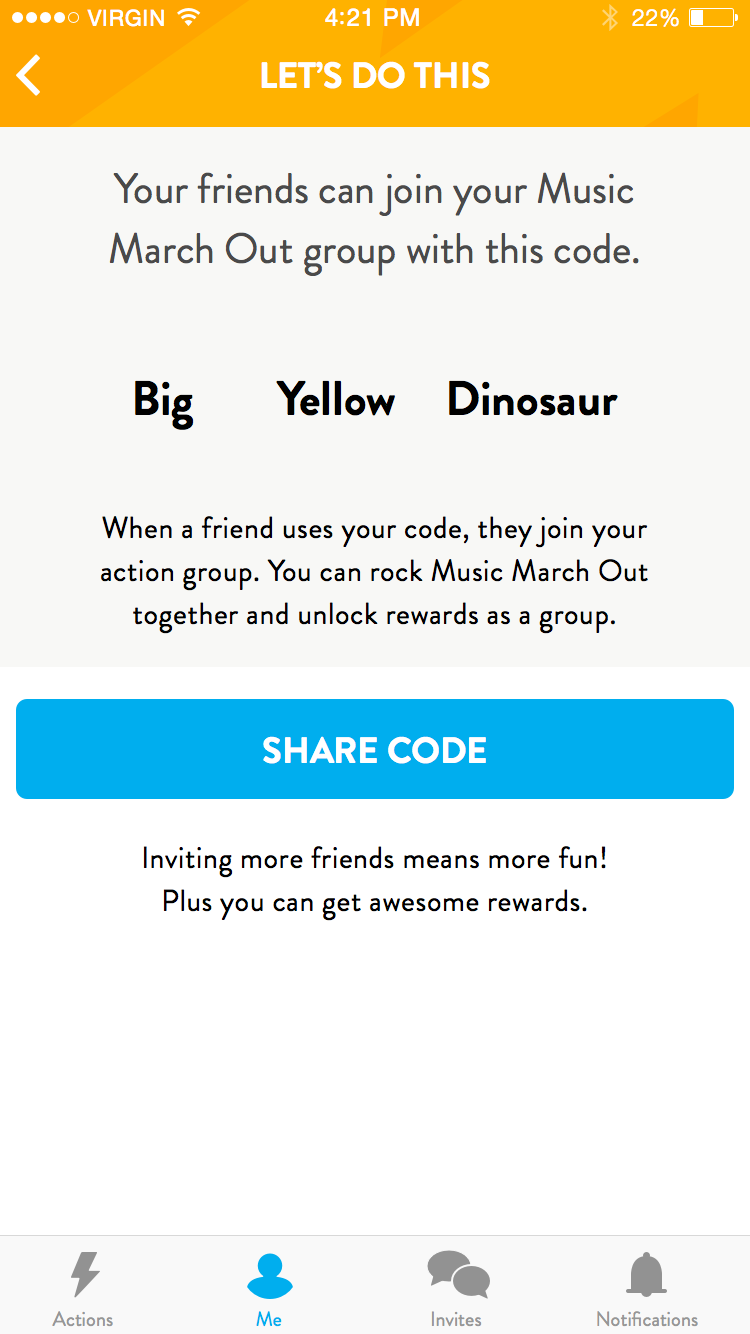 VIRGIN 4:21 PM 22%
LET’S DO THIS
Your friends can join your Music
March Out group with this code.
Big Yellow Dinosaur
When a friend uses your code, they join your
action group. You can rock Music March Out
together and unlock rewards as a group.
SHARE CODE
Inviting more friends means more fun!
Plus you can get awesome rewards.
Actions Me Invites Notifications